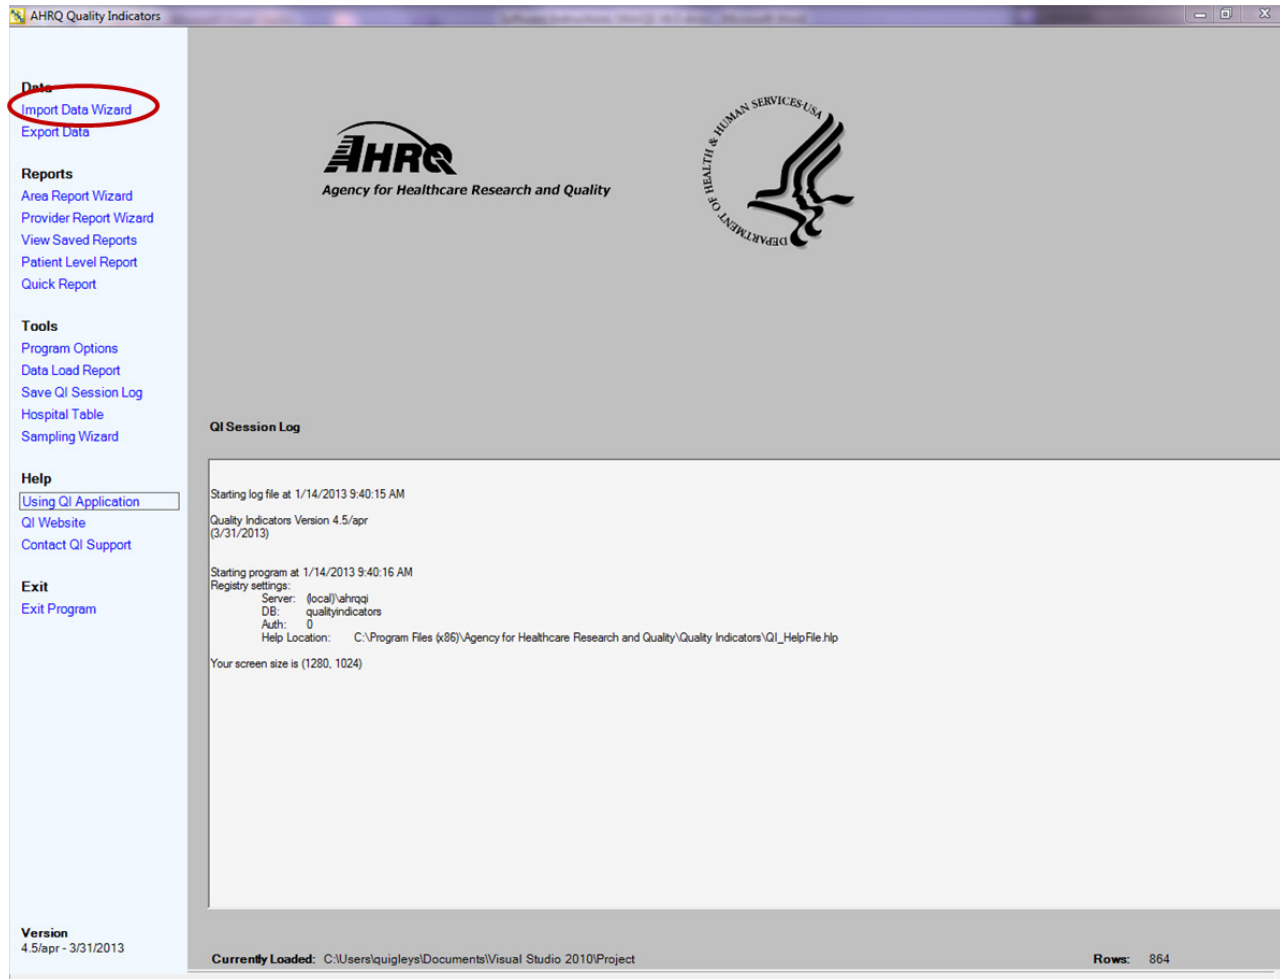 AHRQ Quality Indicators
Data
Import Data Wizard
Export Data
Reports
Area Report Wizard
Provider Report Wizard
View Saved Reports
Patient Level Report
Quick Report
Tools
Program Options
Data Load Report
Save QI Session Log
Hospital Table
Sampling Wizard
Help
Using QI Application
QI Website
Contact QI Support
Exit
Exit Program
Version
4.5/apr - 3/31/2013
AHRQ
Agency for Healthcare Research and Quality
DEPARTMENT OF HEALTH & HUMAN SERVICES·USA
QI Session Log
Starting log file at 1/14/2013 9:40:15 AM
Quality Indicators Version 4.5/apr
(3/31/2013)
Starting program at 1/14/2013 9:40:16 AM
Registry settings:
Server: (local)\ahrqqi
DB: qualityindicators
Auth: 0
Help Location: C:\Program Files (x86)\Agency for Healthcare Research and Quality\Quality Indicators\QI_HelpFile.hlp
Your screen size is (1280, 1024)
Currently Loaded: C:\Users\quigleys\Documents\Visual Studio 2010\Project
Rows: 864